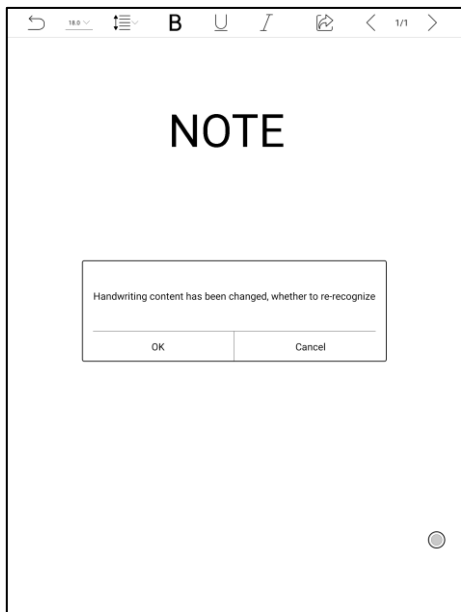 18.0 B U I 1/1
NOTE
Handwriting content has been changed, whether to re-recognize
OK Cancel